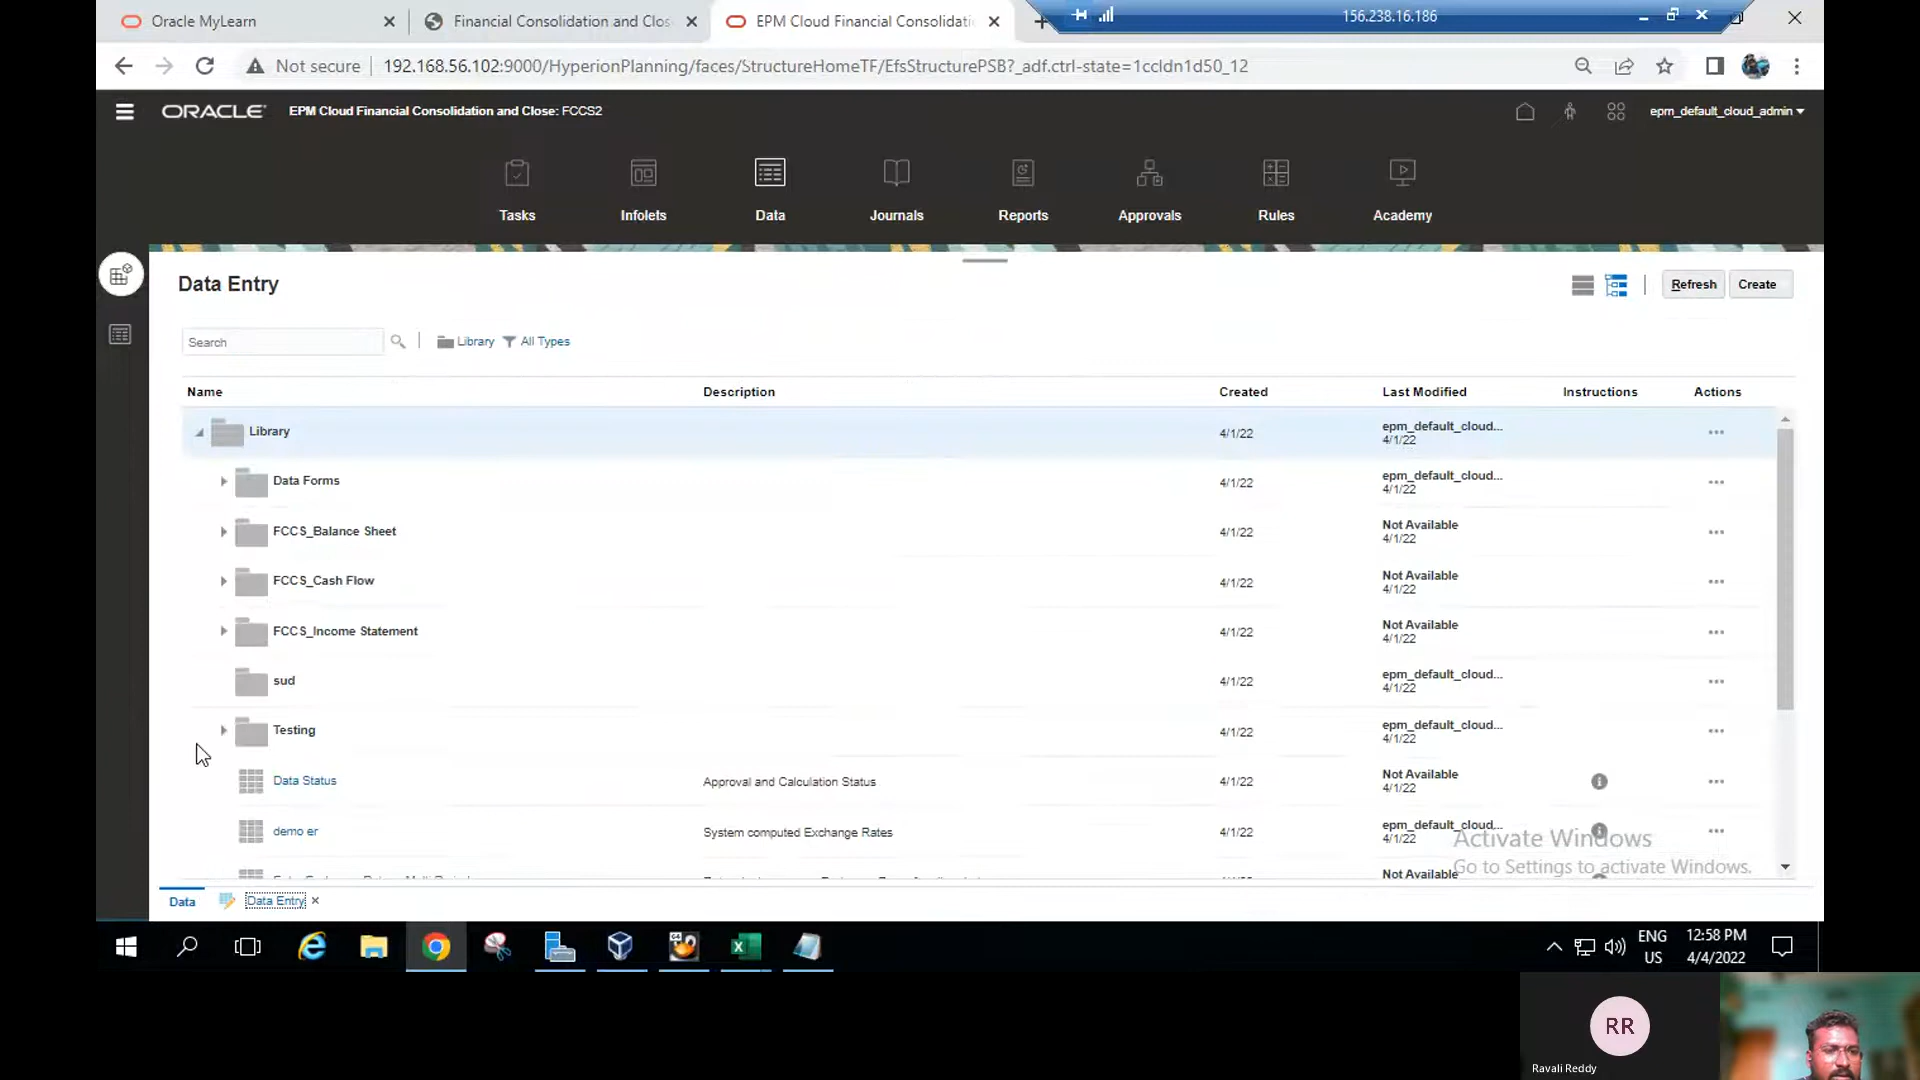 Oracle MyLearn
Financial Consolidation and Clos
EPM Cloud Financial Consolidati
156.238.16.186
Not secure
192.168.56.102:9000/HyperionPlanning/faces/StructureHomeTF/EfsStructurePSB?_adf.ctrl-state=1ccldn1d50_12
ORACLE
EPM Cloud Financial Consolidation and Close: FCCS2
epm_default_cloud_admin
Tasks
Infolets
Data
Journals
Reports
Approvals
Rules
Academy
Data Entry
Refresh
Create
Search
Library
All Types
Name Description Created Last Modified Instructions Actions
Library 4/1/22 epm_default_cloud... 4/1/22
Data Forms 4/1/22 epm_default_cloud... 4/1/22
FCCS_Balance Sheet 4/1/22 Not Available 4/1/22
FCCS_Cash Flow 4/1/22 Not Available 4/1/22
FCCS_Income Statement 4/1/22 Not Available 4/1/22
sud 4/1/22 epm_default_cloud... 4/1/22
Testing 4/1/22 epm_default_cloud... 4/1/22
Data Status Approval and Calculation Status 4/1/22 Not Available 4/1/22
demo er System computed Exchange Rates 4/1/22 epm_default_cloud... 4/1/22
Not Available
Activate Windows
Go to Settings to activate Windows.
Data
Data Entry
ENG
US
12:58 PM
4/4/2022
RR
Ravali Reddy